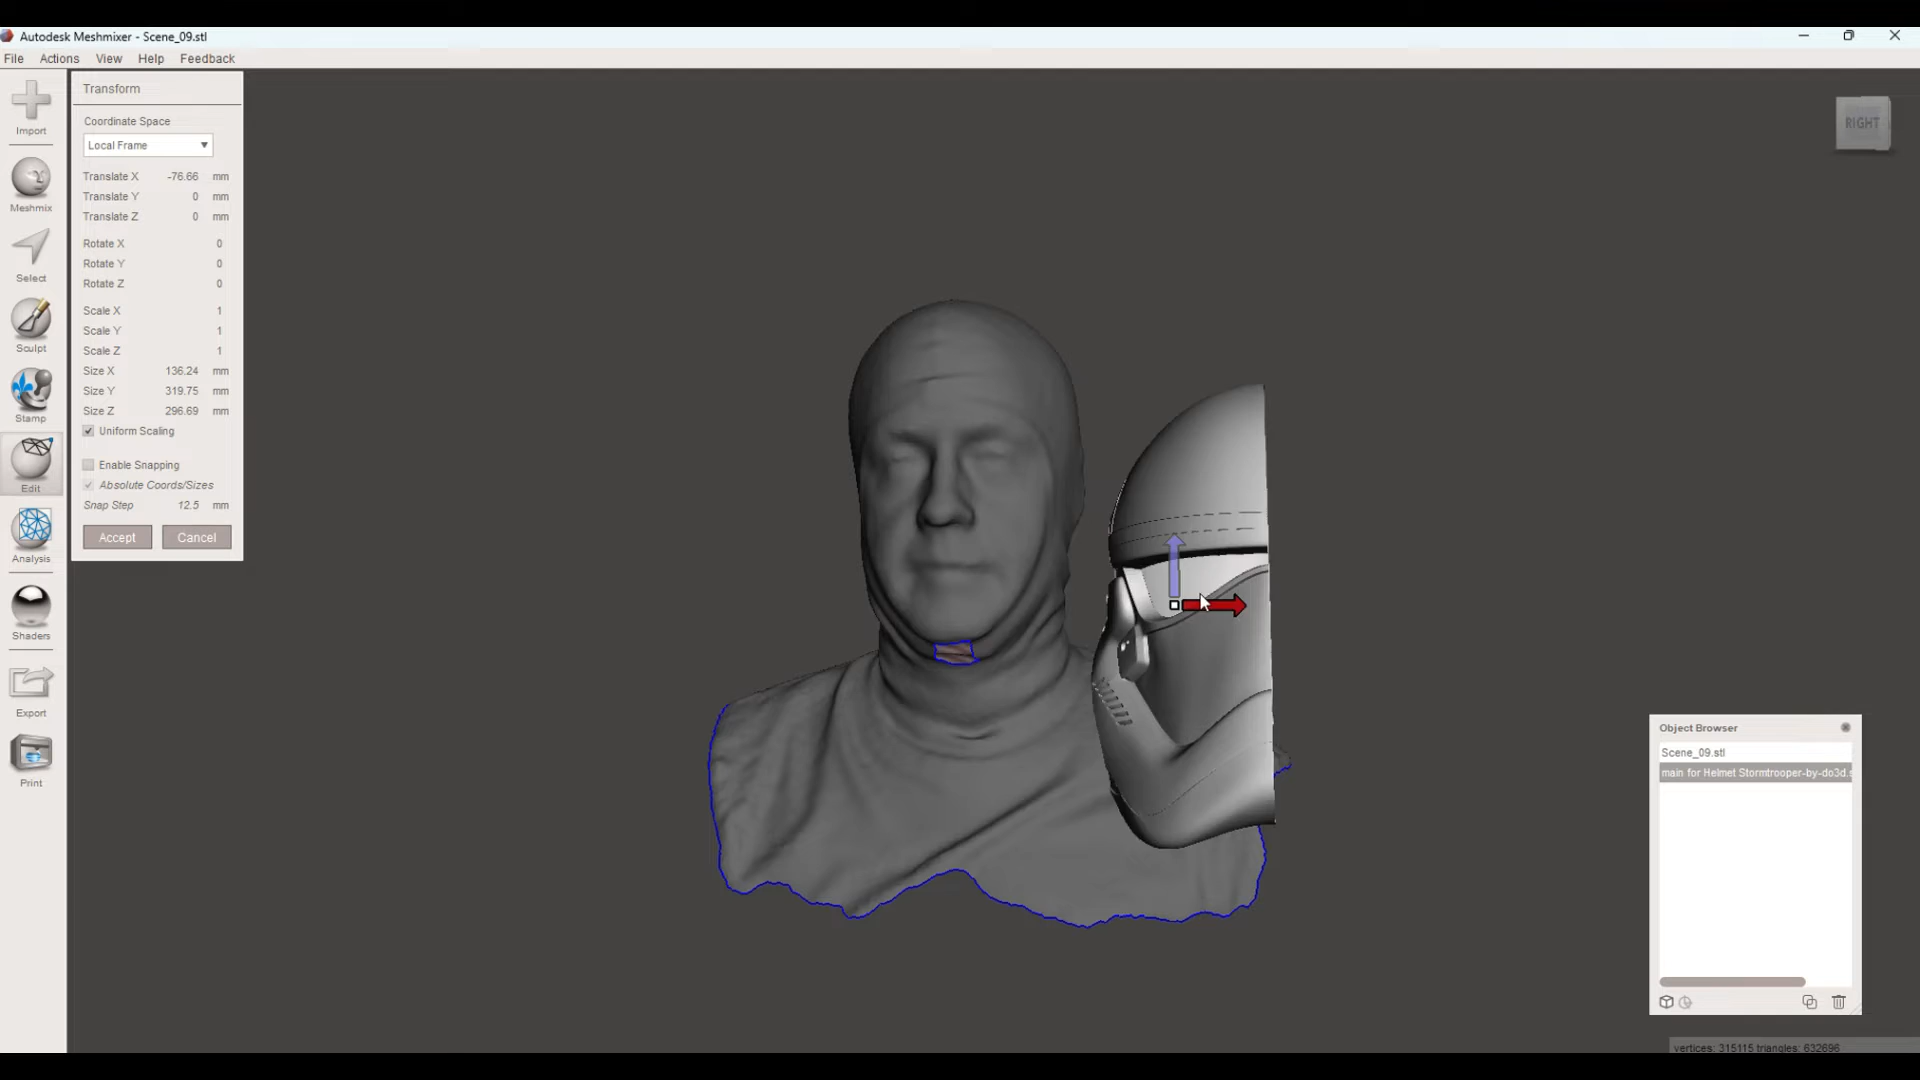 Autodesk Meshmixer - Scene_09.stl
File Actions View Help Feedback
Import
Meshmix
Select
Sculpt
Stamp
Edit
Analysis
Shaders
Export
Print
Transform
Coordinate Space
Local Frame
Translate X -76.66 mm
Translate Y 0 mm
Translate Z 0 mm
Rotate X 0
Rotate Y 0
Rotate Z 0
Scale X 1
Scale Y 1
Scale Z 1
Size X 136.24 mm
Size Y 319.75 mm
Size Z 296.69 mm
Uniform Scaling
Enable Snapping
Absolute Coords/Sizes
Snap Step 12.5 mm
Accept Cancel
RIGHT
Object Browser
Scene_09.stl
main for Helmet Stormtrooper-by-do3d.s
vertices: 315115 triangles: 632696